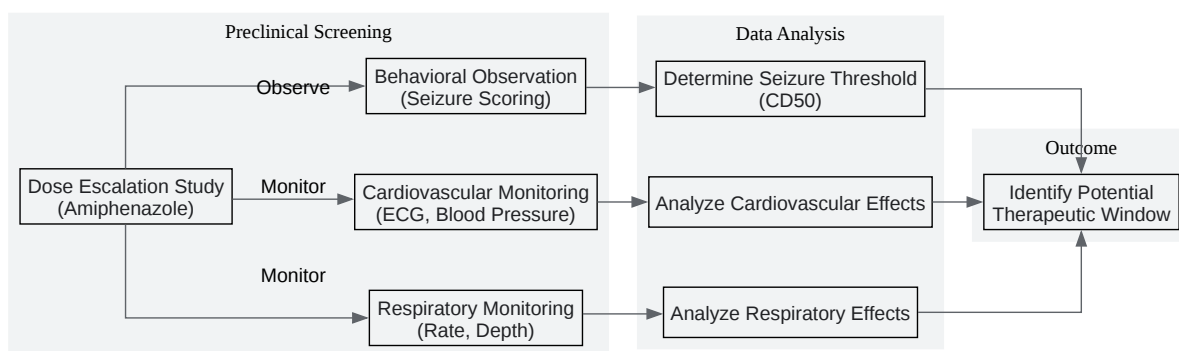 Preclinical Screening
Data Analysis
Observe
Behavioral Observation
(Seizure Scoring)
Determine Seizure Threshold
(CD50)
Outcome
Dose Escalation Study
(Amiphenazole)
Monitor
Cardiovascular Monitoring
(ECG, Blood Pressure)
Analyze Cardiovascular Effects
Identify Potential
Therapeutic Window
Monitor
Respiratory Monitoring
(Rate, Depth)
Analyze Respiratory Effects